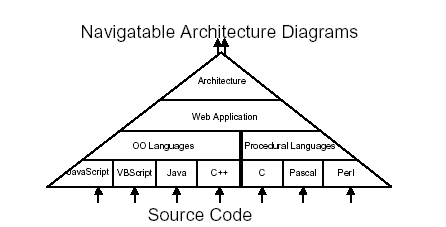 Navigatable Architecture Diagrams
Architecture
Web Application
OO Languages Procedural Languages
JavaScript VBScript Java C++ C Pascal Perl
Source Code